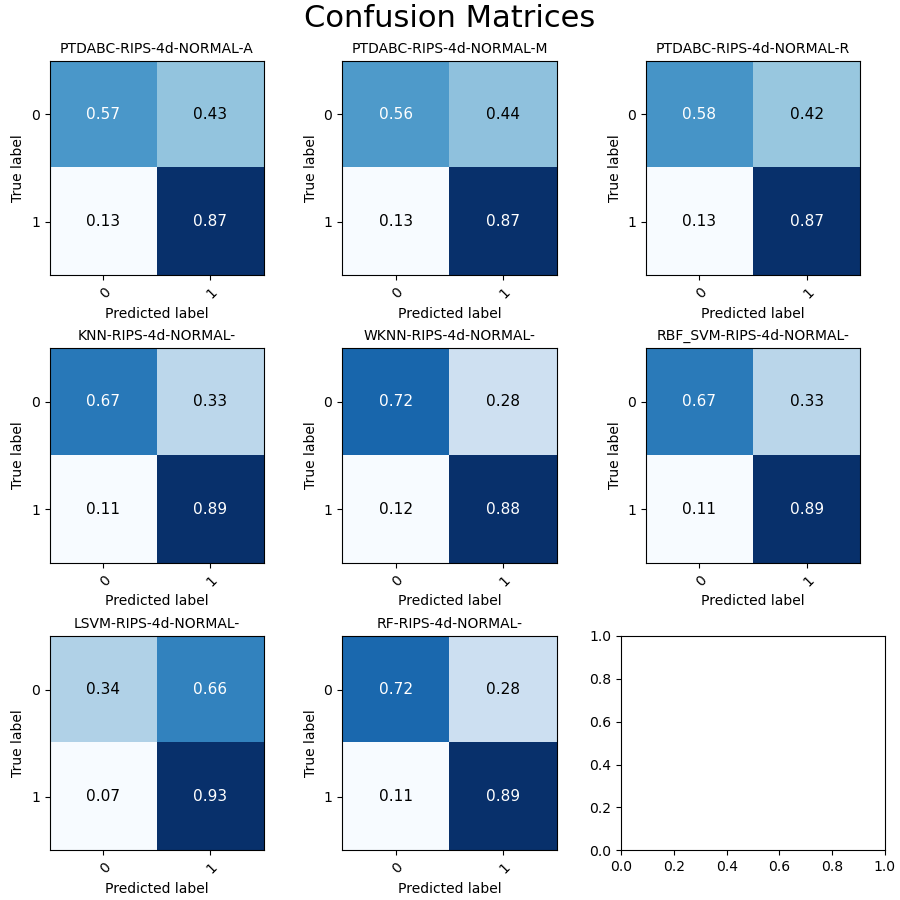 Confusion Matrices
PTDABC-RIPS-4d-NORMAL-A
0.57 0.43
0.13 0.87
0
1
True label
0 1
Predicted label
PTDABC-RIPS-4d-NORMAL-M
0.56 0.44
0.13 0.87
0
1
True label
0 1
Predicted label
PTDABC-RIPS-4d-NORMAL-R
0.58 0.42
0.13 0.87
0
1
True label
0 1
Predicted label
KNN-RIPS-4d-NORMAL-
0.67 0.33
0.11 0.89
0
1
True label
0 1
Predicted label
WKNN-RIPS-4d-NORMAL-
0.72 0.28
0.12 0.88
0
1
True label
0 1
Predicted label
RBF_SVM-RIPS-4d-NORMAL-
0.67 0.33
0.11 0.89
0
1
True label
0 1
Predicted label
LSVM-RIPS-4d-NORMAL-
0.34 0.66
0.07 0.93
0
1
True label
0 1
Predicted label
RF-RIPS-4d-NORMAL-
0.72 0.28
0.11 0.89
0
1
True label
0 1
Predicted label
1.0
0.8
0.6
0.4
0.2
0.0
0.0 0.2 0.4 0.6 0.8 1.0